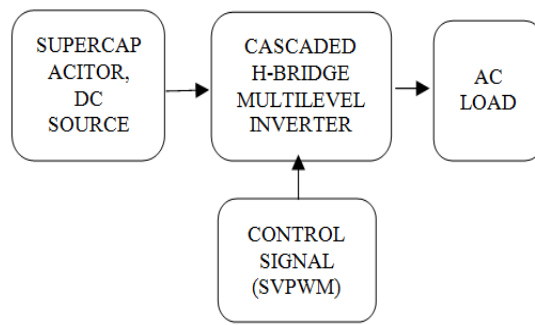 SUPERCAP
ACITOR,
DC
SOURCE
CASCADED
H-BRIDGE
MULTILEVEL
INVERTER
AC
LOAD
CONTROL
SIGNAL
(SVPWM)